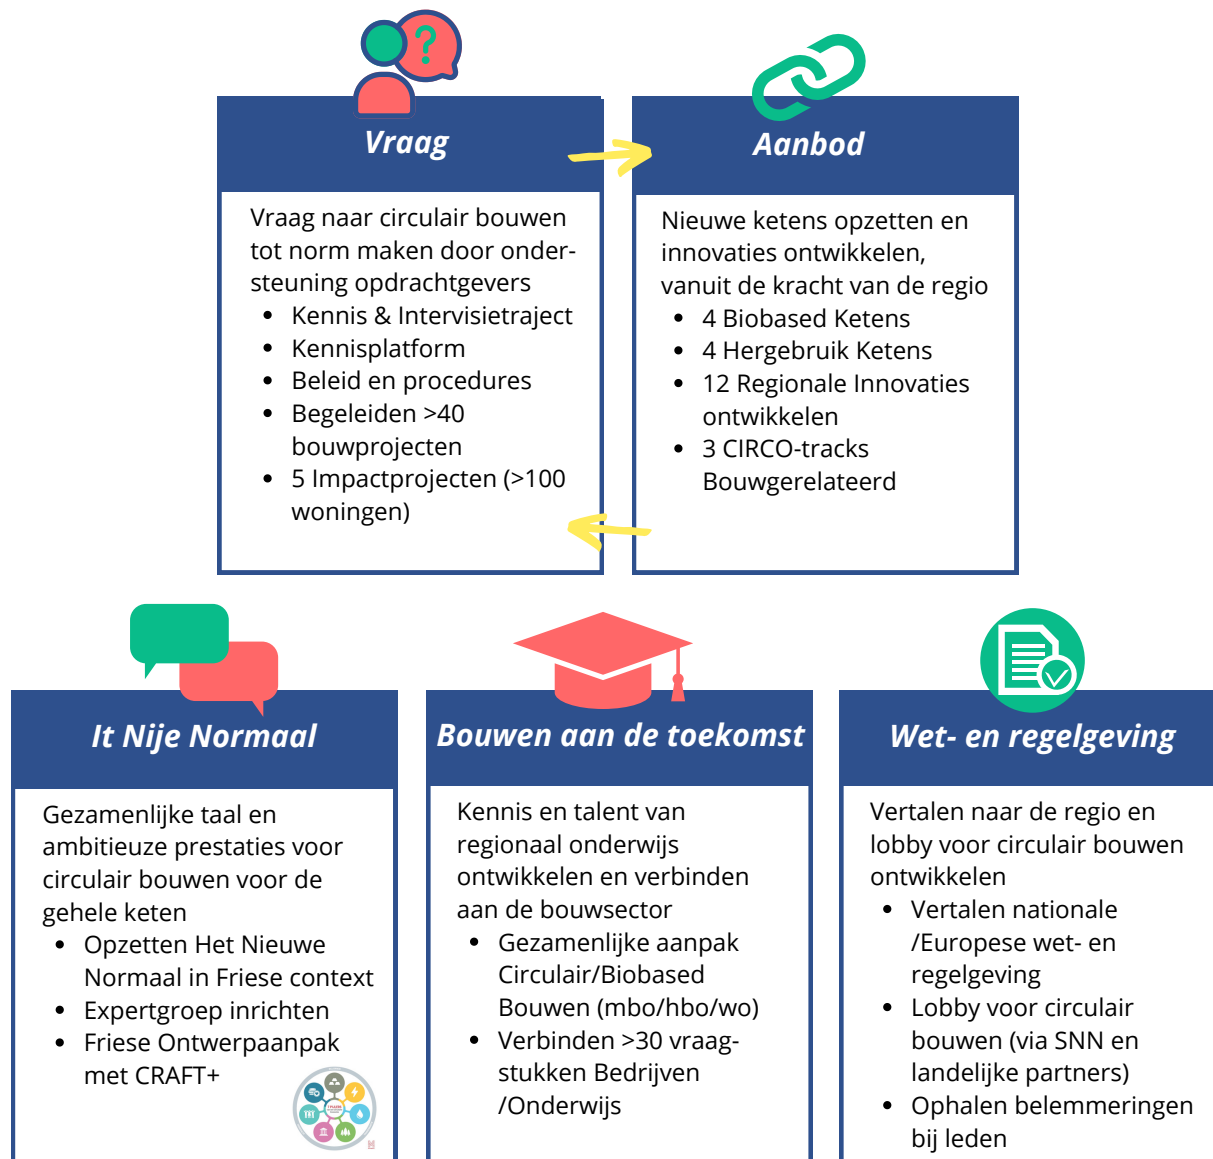 ?
Vraag
Vraag naar circulair bouwen
tot norm maken door onder-
steuning opdrachtgevers
• Kennis & Intervisietraject
• Kennisplatform
• Beleid en procedures
• Begeleiden >40
bouwprojecten
• 5 Impactprojecten (>100
woningen)
Aanbod
Nieuwe ketens opzetten en
innovaties ontwikkelen,
vanuit de kracht van de regio
• 4 Biobased Ketens
• 4 Hergebruik Ketens
• 12 Regionale Innovaties
ontwikkelen
• 3 CIRCO-tracks
Bouwgerelateerd
It Nije Normaal
Gezamenlijke taal en
ambitieuze prestaties voor
circulair bouwen voor de
gehele keten
• Opzetten Het Nieuwe
Normaal in Friese context
• Expertgroep inrichten
• Friese Ontwerpaanpak
met CRAFT+
Bouwen aan de toekomst
Kennis en talent van
regionaal onderwijs
ontwikkelen en verbinden
aan de bouwsector
• Gezamenlijke aanpak
Circulair/Biobased
Bouwen (mbo/hbo/wo)
• Verbinden >30 vraag-
stukken Bedrijven
/Onderwijs
Wet- en regelgeving
Vertalen naar de regio en
lobby voor circulair bouwen
ontwikkelen
• Vertalen nationale
/Europese wet- en
regelgeving
• Lobby voor circulair
bouwen (via SNN en
landelijke partners)
• Ophalen belemmeringen
bij leden